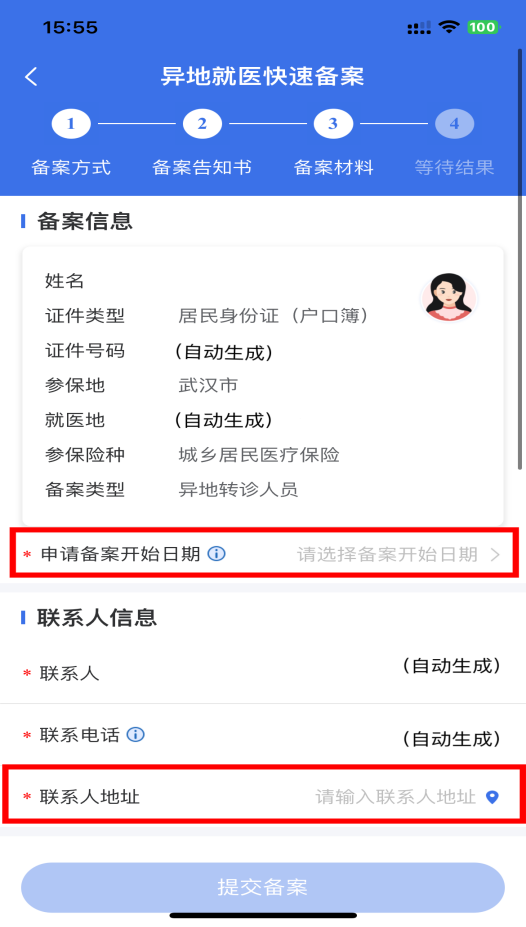 15:55
100
异地就医快速备案
1 2 3 4
备案方式 备案告知书 备案材料 等待结果
备案信息
姓名
证件类型 居民身份证（户口簿）
证件号码 （自动生成）
参保地 武汉市
就医地 （自动生成）
参保险种 城乡居民医疗保险
备案类型 异地转诊人员
* 申请备案开始日期 请选择备案开始日期
联系人信息
* 联系人 （自动生成）
* 联系电话 （自动生成）
* 联系人地址 请输入联系人地址
提交备案